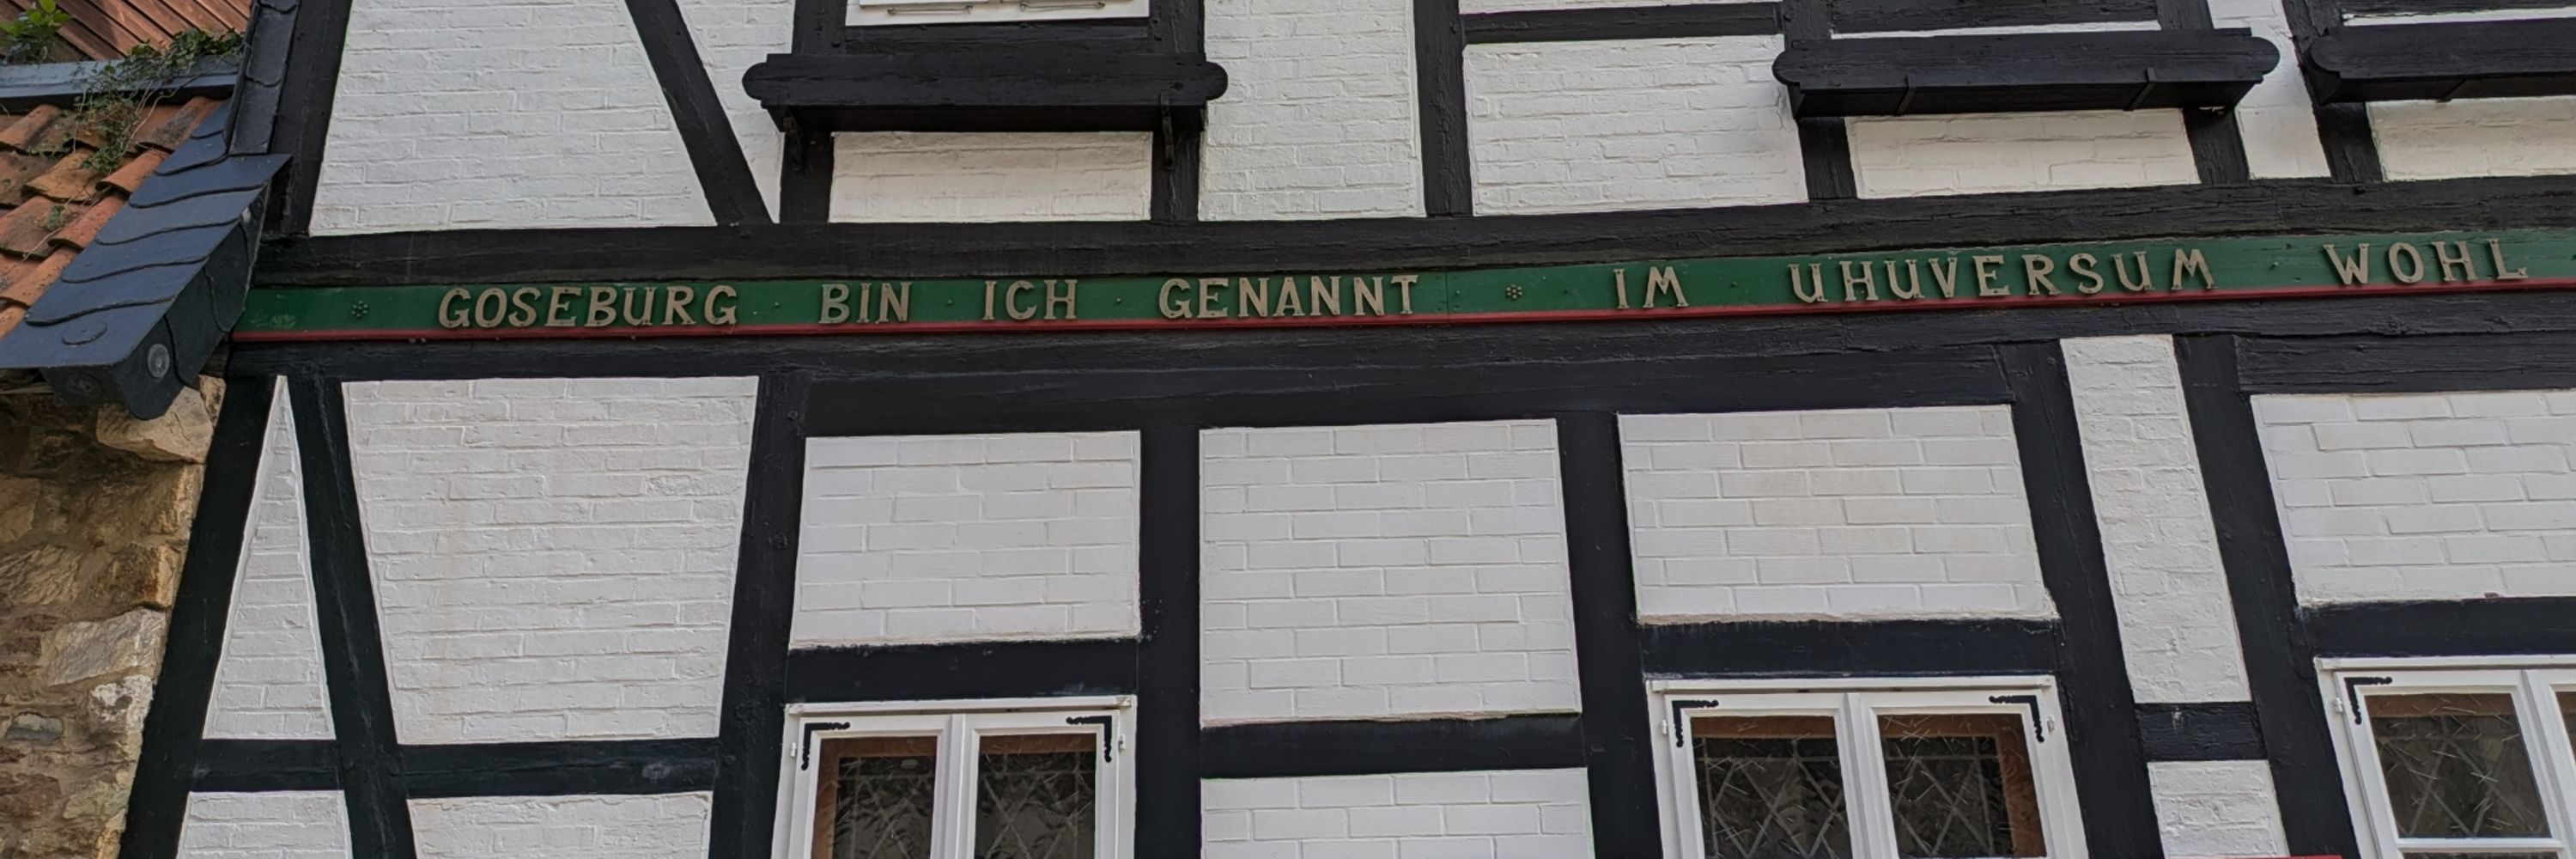 GOSEBURG BIN ICH GENANNT IM UHUVERSUM WOHL